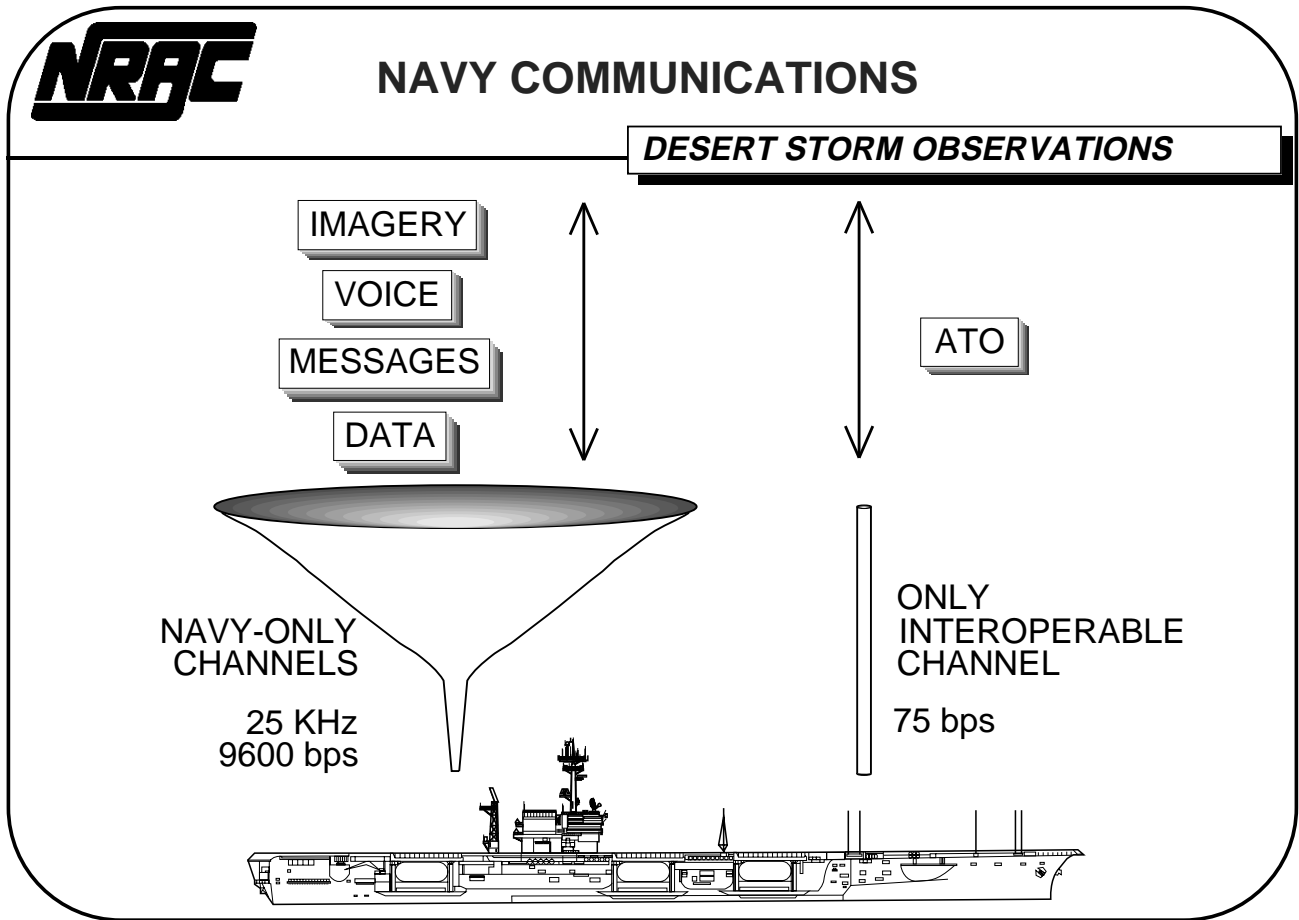 NRAC
NAVY COMMUNICATIONS
DESERT STORM OBSERVATIONS
IMAGERY
VOICE
MESSAGES
DATA
ATO
NAVY-ONLY
CHANNELS
25 KHz
9600 bps
ONLY
INTEROPERABLE
CHANNEL
75 bps